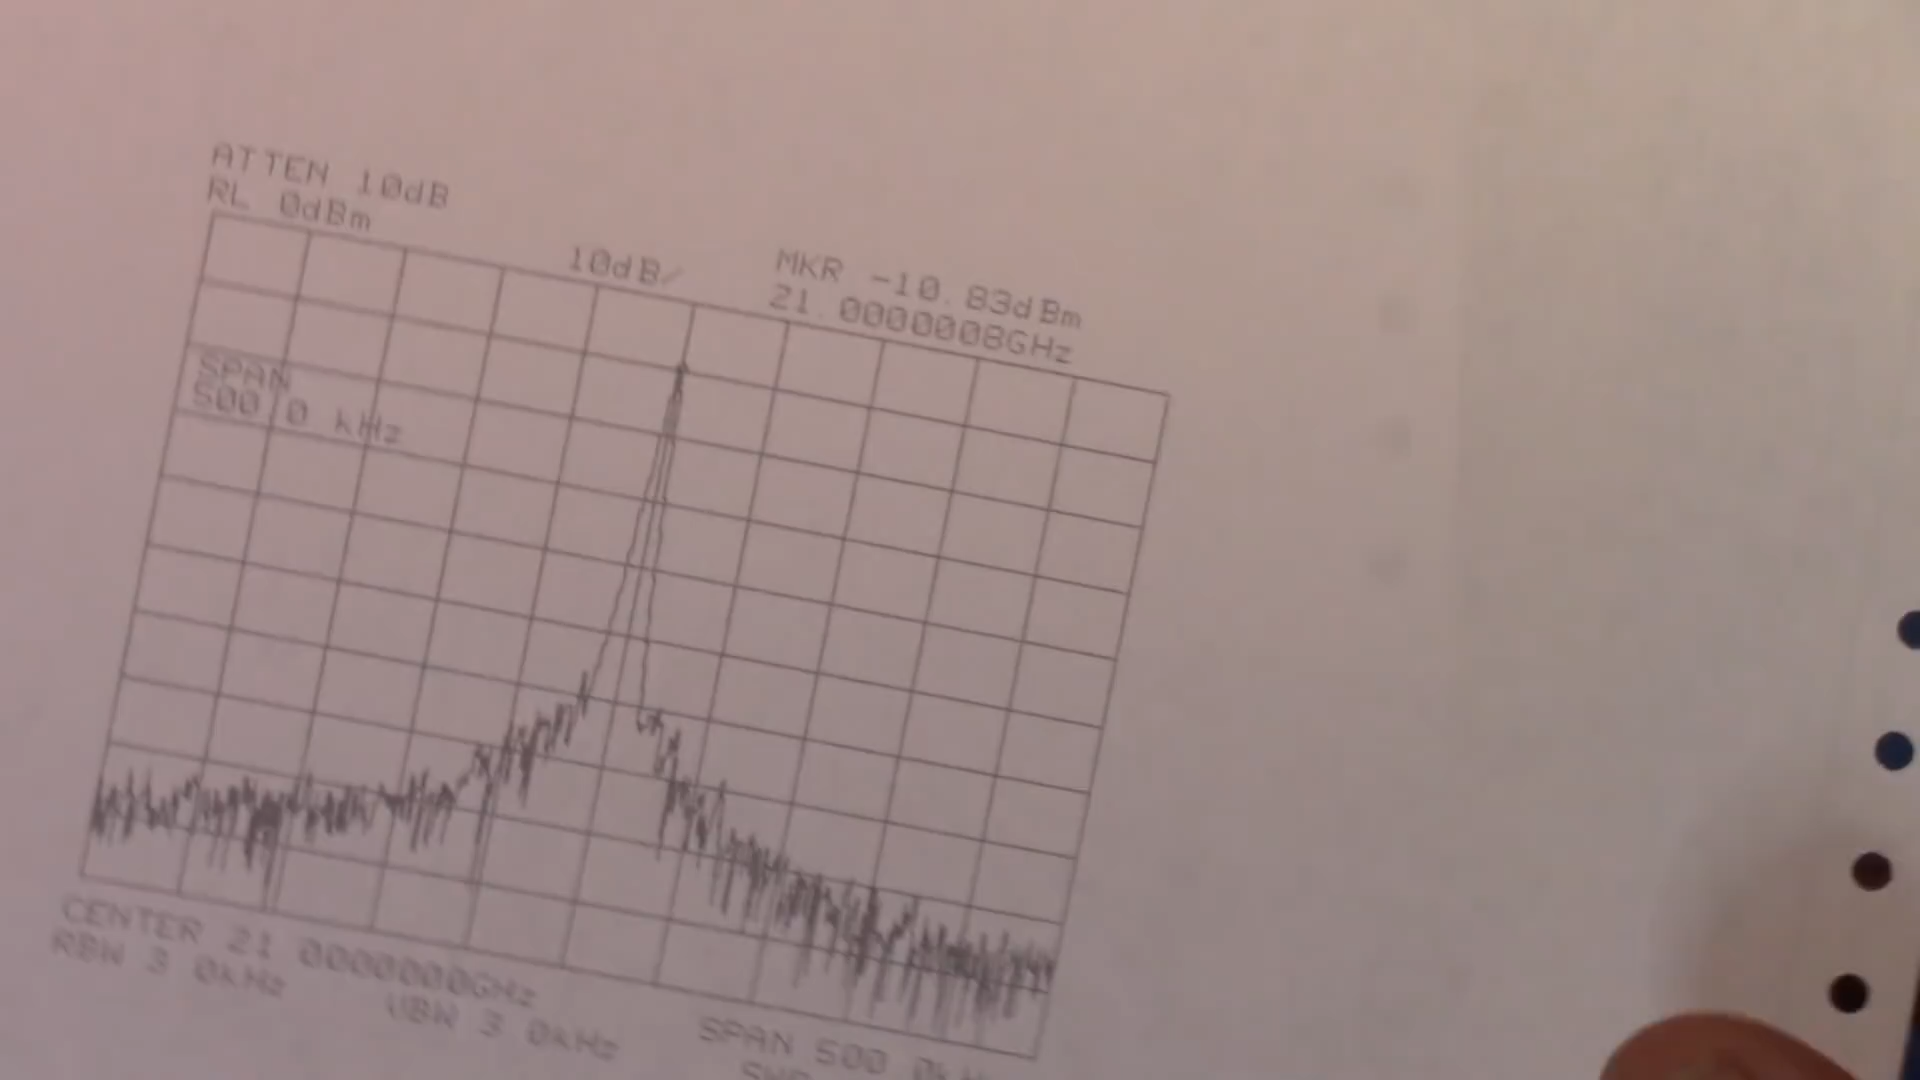 ATTEN 10dB
RL 0dBm
10dB/
MKR -10.83dBm
21.0000008GHz
SPAN
500.0 kHz
CENTER 21.0000000GHz
RBW 3.0kHz
VBW 3.0kHz
SPAN 500.0k